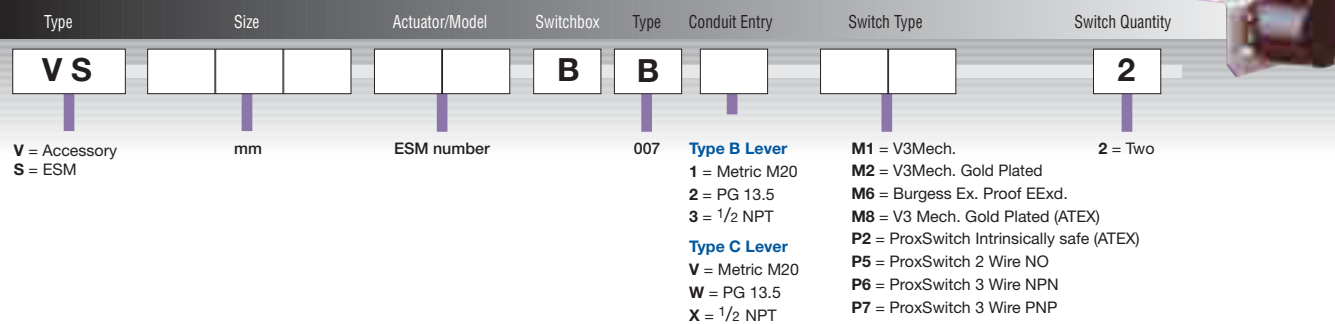 Type Size Actuator/Model Switchbox Type Conduit Entry Switch Type Switch Quantity
V S B B 2
V = Accessory
S = ESM
mm
ESM number
007
Type B Lever
1 = Metric M20
2 = PG 13.5
3 = 1/2 NPT
Type C Lever
V = Metric M20
W = PG 13.5
X = 1/2 NPT
M1 = V3Mech.
M2 = V3Mech. Gold Plated
M6 = Burgess Ex. Proof EExd.
M8 = V3 Mech. Gold Plated (ATEX)
P2 = ProxSwitch Intrinsically safe (ATEX)
P5 = ProxSwitch 2 Wire NO
P6 = ProxSwitch 3 Wire NPN
P7 = ProxSwitch 3 Wire PNP
2 = Two